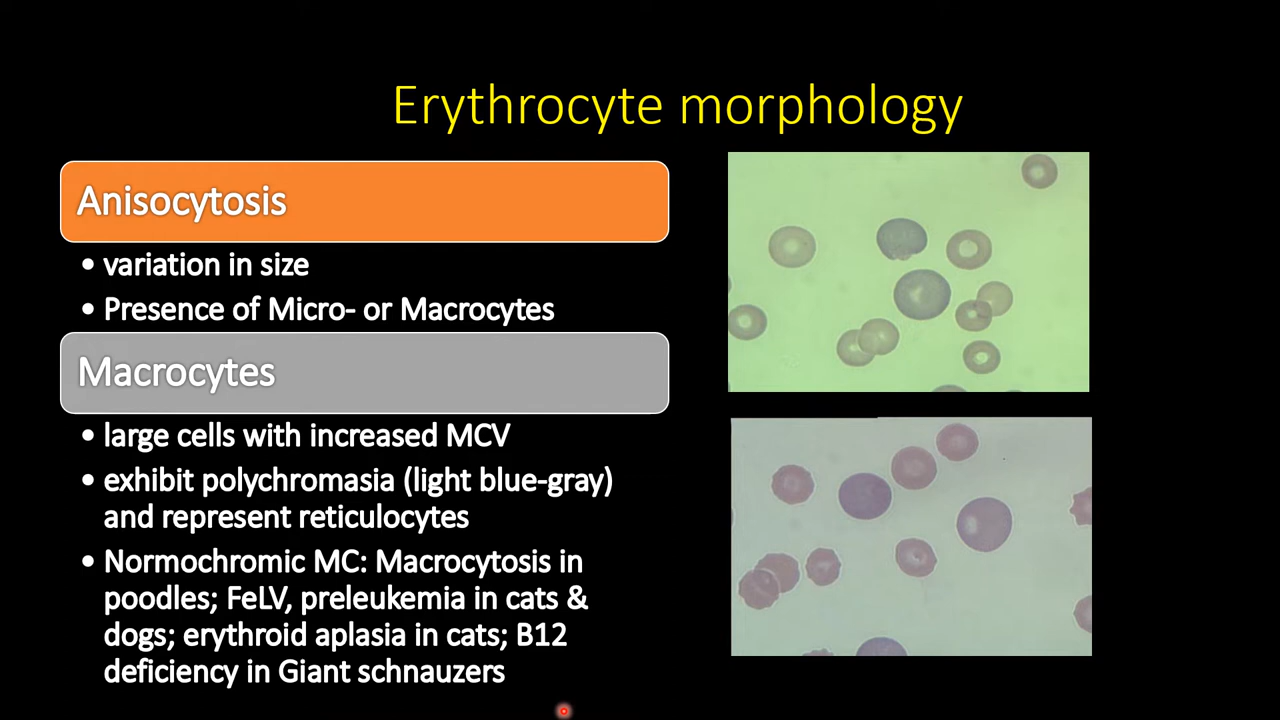 Erythrocyte morphology
Anisocytosis
• variation in size
• Presence of Micro- or Macrocytes
Macrocytes
• large cells with increased MCV
• exhibit polychromasia (light blue-gray)
and represent reticulocytes
• Normochromic MC: Macrocytosis in
poodles; FeLV, preleukemia in cats &
dogs; erythroid aplasia in cats; B12
deficiency in Giant schnauzers